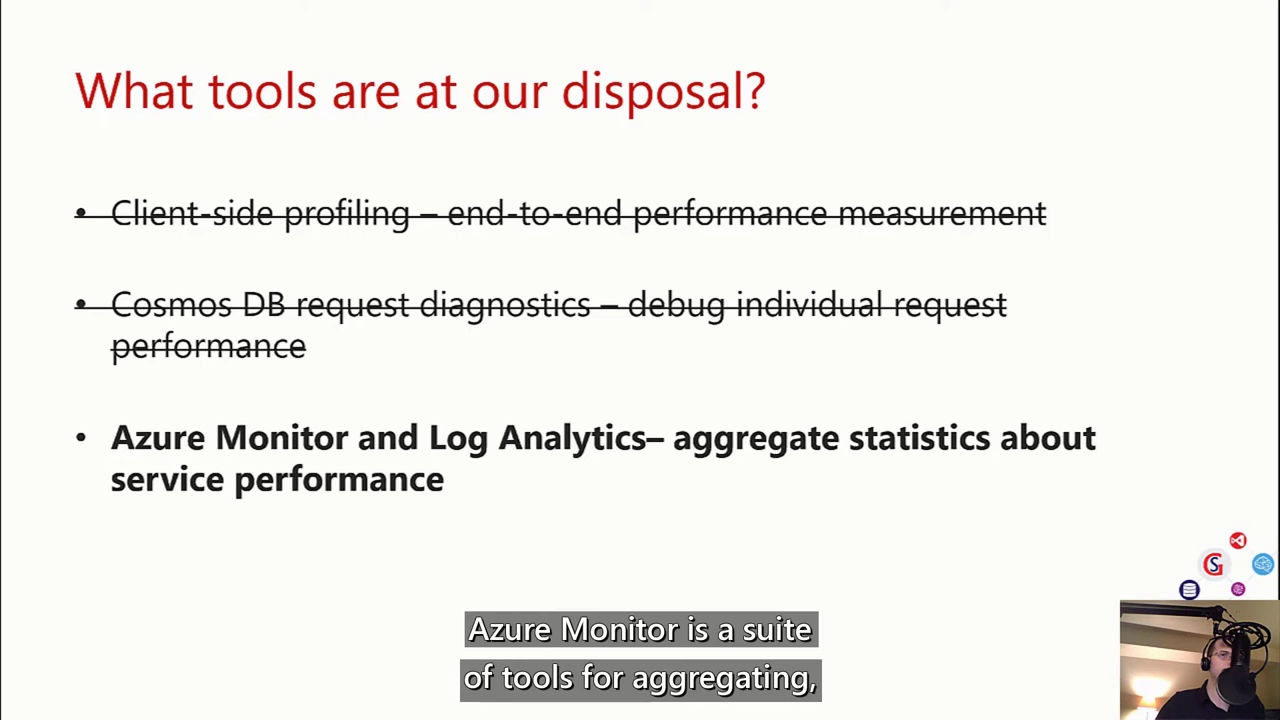 What tools are at our disposal?
• Client-side profiling – end-to-end performance measurement
• Cosmos DB request diagnostics – debug individual request
performance
• Azure Monitor and Log Analytics– aggregate statistics about
service performance
SG
Azure Monitor is a suite
of tools for aggregating,